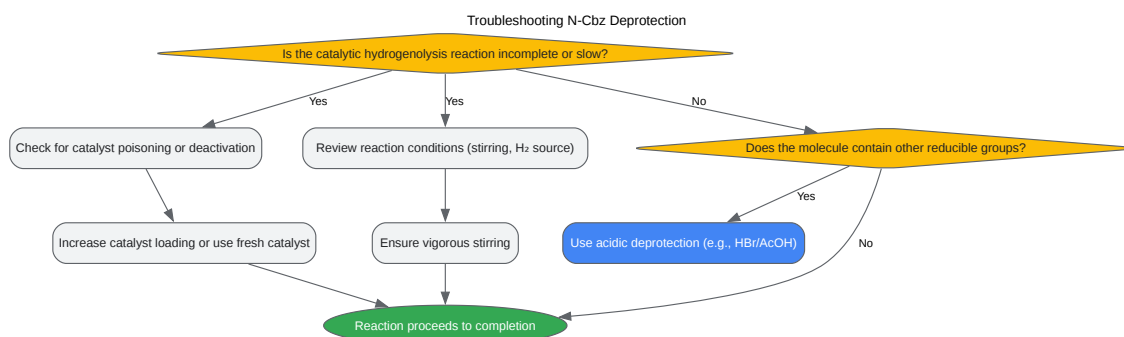 Troubleshooting N-Cbz Deprotection
Is the catalytic hydrogenolysis reaction incomplete or slow?
Yes
Yes
No
Check for catalyst poisoning or deactivation
Review reaction conditions (stirring, H₂ source)
Does the molecule contain other reducible groups?
Yes
Increase catalyst loading or use fresh catalyst
Ensure vigorous stirring
Use acidic deprotection (e.g., HBr/AcOH)
No
Reaction proceeds to completion